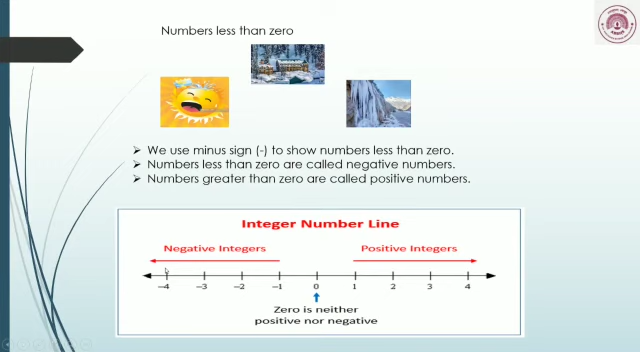 Numbers less than zero
We use minus sign (-) to show numbers less than zero.
Numbers less than zero are called negative numbers.
Numbers greater than zero are called positive numbers.
Integer Number Line
Negative Integers Positive Integers
-4 -3 -2 -1 0 1 2 3 4
Zero is neither
positive nor negative